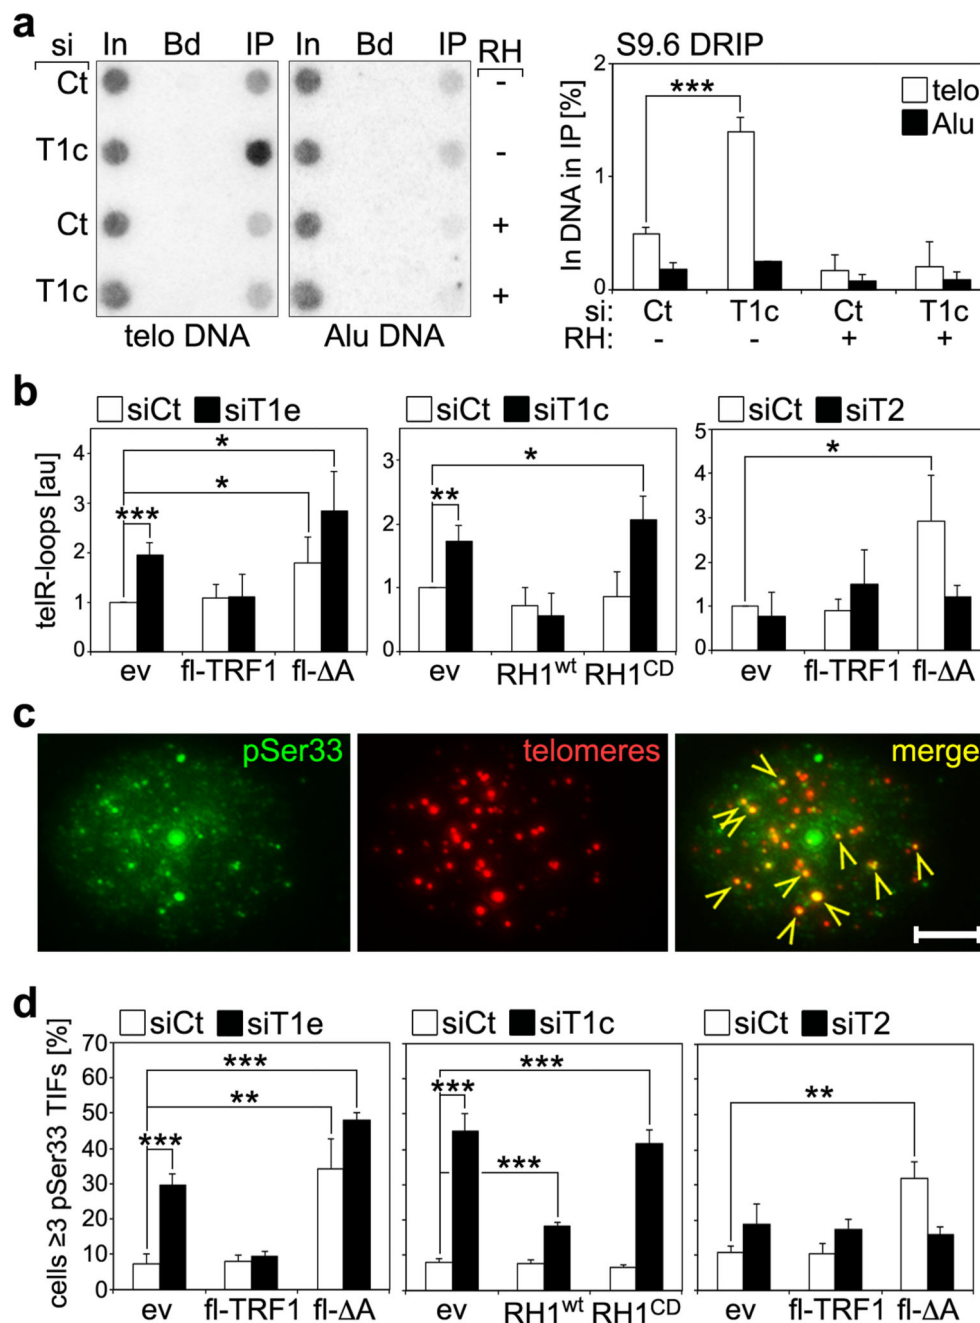 a
si In Bd IP In Bd IP RH
Ct -
T1c -
Ct +
T1c +
telo DNA Alu DNA
S9.6 DRIP
In DNA in IP [%]
2
1
0
***
telo
Alu
si: Ct T1c Ct T1c
RH: - - + +
b
siCt siT1e
telR-loops [au]
4
3
2
1
0
*
*
***
ev fl-TRF1 fl-ΔA
siCt siT1c
3
2
1
0
*
**
ev RH1wt RH1CD
siCt siT2
5
4
3
2
1
0
*
ev fl-TRF1 fl-ΔA
c
pSer33 telomeres merge
d
siCt siT1e
cells ≥3 pSer33 TIFs [%]
70
60
50
40
30
20
10
0
***
**
***
ev fl-TRF1 fl-ΔA
siCt siT1c
***
***
***
ev RH1wt RH1CD
siCt siT2
**
ev fl-TRF1 fl-ΔA